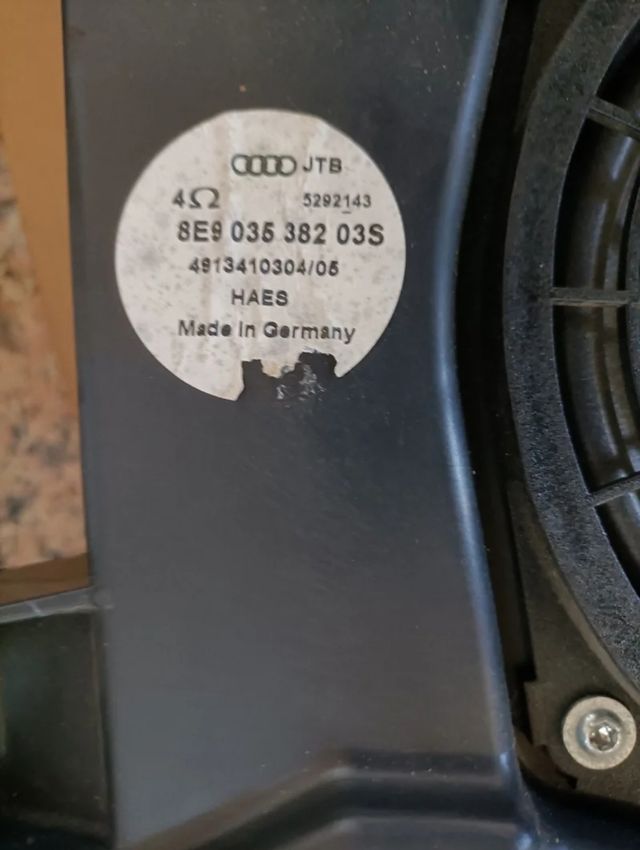 JTB
4Ω 5292143
8E9 035 382 03S
4913410304/05
HAES
Made in Germany